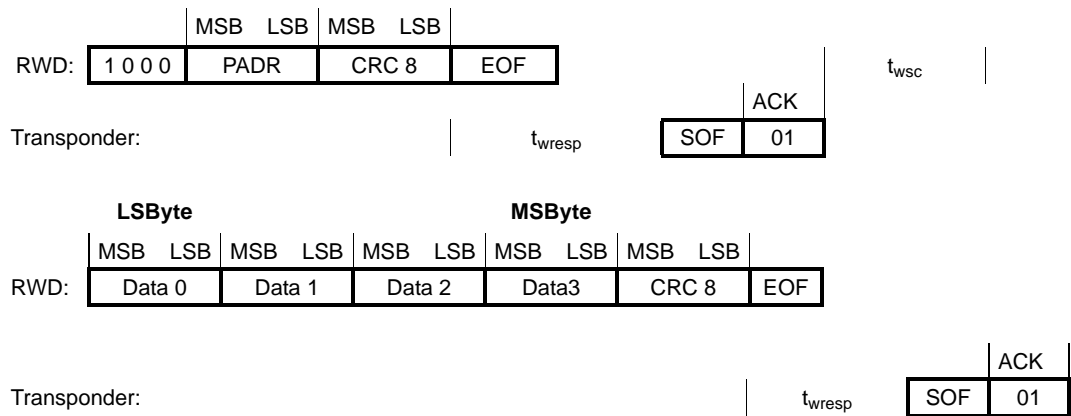 MSB LSB MSB LSB
RWD: 1 0 0 0 PADR CRC 8 EOF twsc
ACK
Transponder: twresp SOF 01
LSByte MSByte
MSB LSB MSB LSB MSB LSB MSB LSB MSB LSB
RWD: Data 0 Data 1 Data 2 Data3 CRC 8 EOF
ACK
Transponder: twresp SOF 01